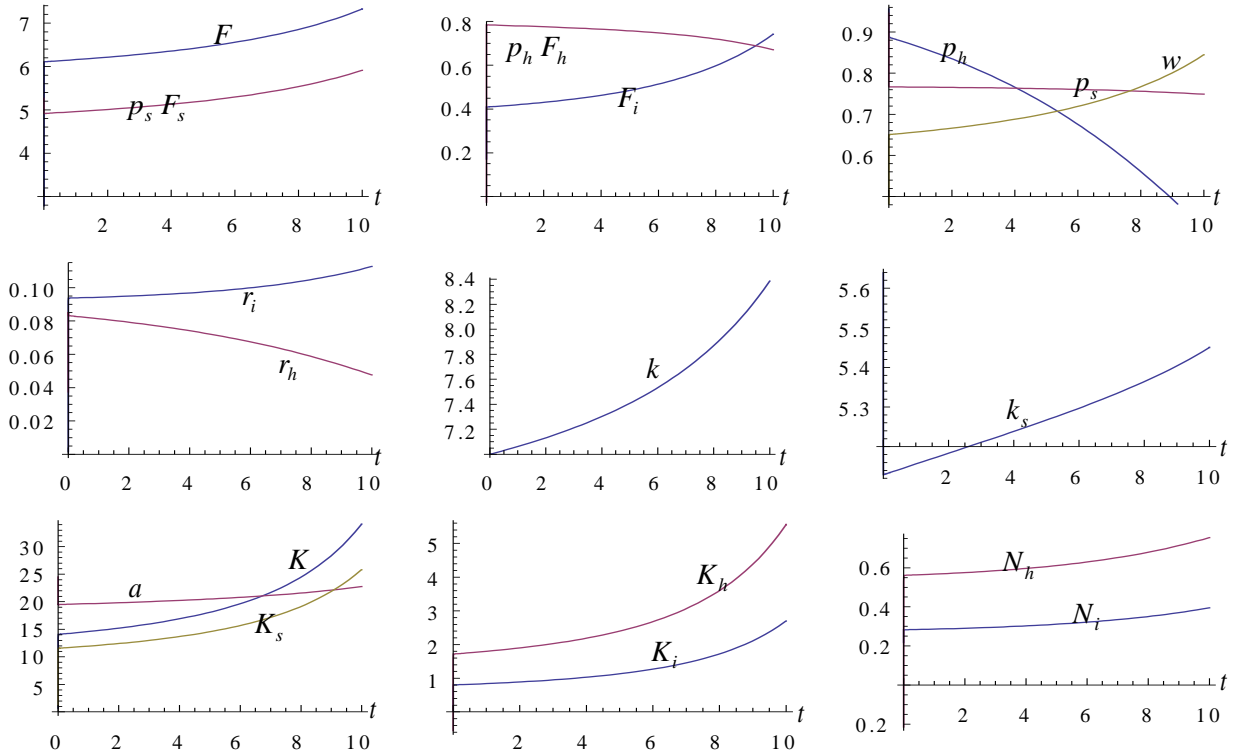 7
6
5
4
F
p_s F_s
t
2 4 6 8 10
0.8
0.6
0.4
0.2
p_h F_h
F_i
t
2 4 6 8 10
0.9
0.8
0.7
0.6
p_h
w
p_s
t
2 4 6 8 10
0.10
0.08
0.06
0.04
0.02
r_i
r_h
t
0 2 4 6 8 10
8.4
8.2
8.0
7.8
7.6
7.4
7.2
k
t
0 2 4 6 8 10
5.6
5.5
5.4
5.3
k_s
t
0 2 4 6 8 10
30
25
20
15
10
5
K
a
K_s
t
0 2 4 6 8 10
5
4
3
2
1
K_h
K_i
t
0 2 4 6 8 10
0.6
0.4
0.2
0.2
N_h
N_i
t
2 4 6 8 10